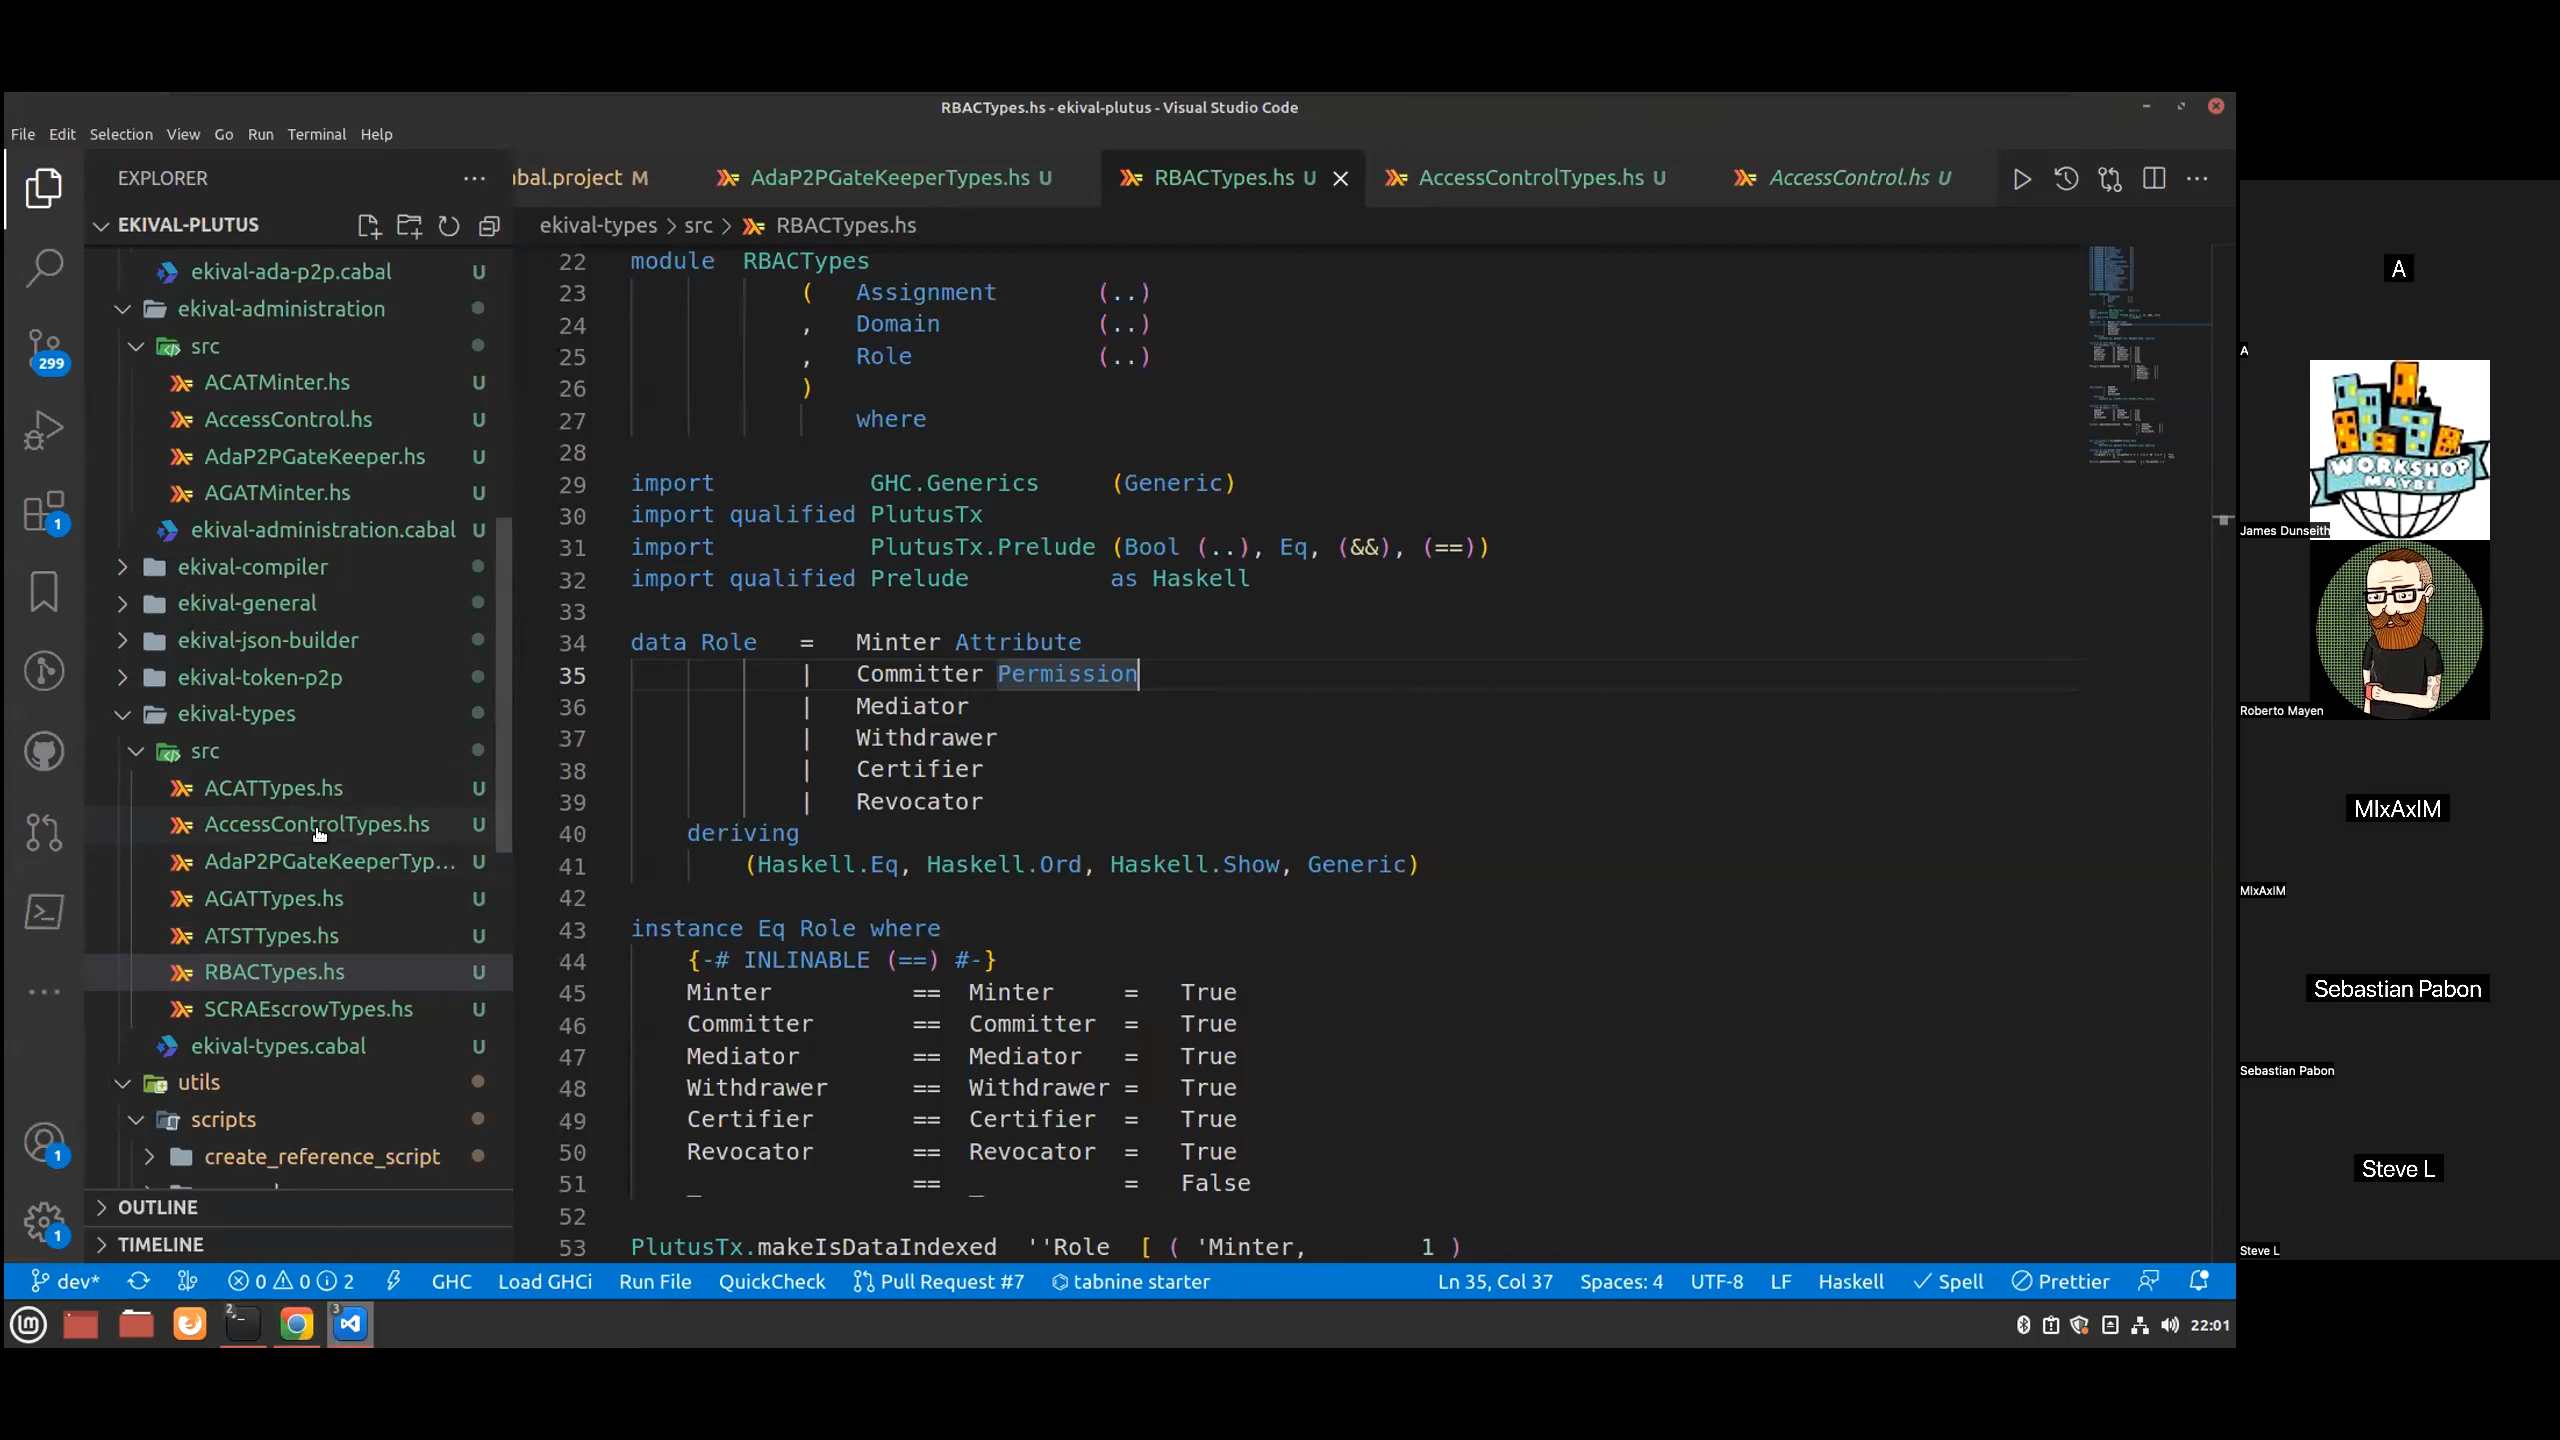 RBACTypes.hs - ekival-plutus - Visual Studio Code
File Edit Selection View Go Run Terminal Help
EXPLORER
abal.project M
AdaP2PGateKeeperTypes.hs U
RBACTypes.hs U
AccessControlTypes.hs U
AccessControl.hs U
EKIVAL-PLUTUS
ekival-types > src > RBACTypes.hs
ekival-ada-p2p.cabal U
ekival-administration
src
ACATMinter.hs U
AccessControl.hs U
AdaP2PGateKeeper.hs U
AGATMinter.hs U
ekival-administration.cabal U
ekival-compiler
ekival-general
ekival-json-builder
ekival-token-p2p
ekival-types
src
ACATTypes.hs U
AccessControlTypes.hs U
AdaP2PGateKeeperTyp... U
AGATTypes.hs U
ATSTTypes.hs U
RBACTypes.hs U
SCRAEscrowTypes.hs U
ekival-types.cabal U
utils
scripts
create_reference_script
OUTLINE
TIMELINE
299
1
1
1
22 module RBACTypes
23 ( Assignment (..)
24 , Domain (..)
25 , Role (..)
26 )
27 where
28
29 import GHC.Generics (Generic)
30 import qualified PlutusTx
31 import PlutusTx.Prelude (Bool (..), Eq, (&&), (==))
32 import qualified Prelude as Haskell
33
34 data Role = Minter Attribute
35 | Committer Permission
36 | Mediator
37 | Withdrawer
38 | Certifier
39 | Revocator
40 deriving
41 (Haskell.Eq, Haskell.Ord, Haskell.Show, Generic)
42
43 instance Eq Role where
44 {-# INLINABLE (==) #-}
45 Minter == Minter = True
46 Committer == Committer = True
47 Mediator == Mediator = True
48 Withdrawer == Withdrawer = True
49 Certifier == Certifier = True
50 Revocator == Revocator = True
51 _ == _ = False
52
53 PlutusTx.makeIsDataIndexed ''Role [ ( 'Minter, 1 )
dev* 0 0 2 GHC Load GHCi Run File QuickCheck Pull Request #7 tabnine starter Ln 35, Col 37 Spaces: 4 UTF-8 LF Haskell Spell Prettier
2
3
22:01
A
A
WORKSHOP
MAYBE
James Dunseith
Roberto Mayen
MIxAxIM
MIxAxIM
Sebastian Pabon
Sebastian Pabon
Steve L
Steve L